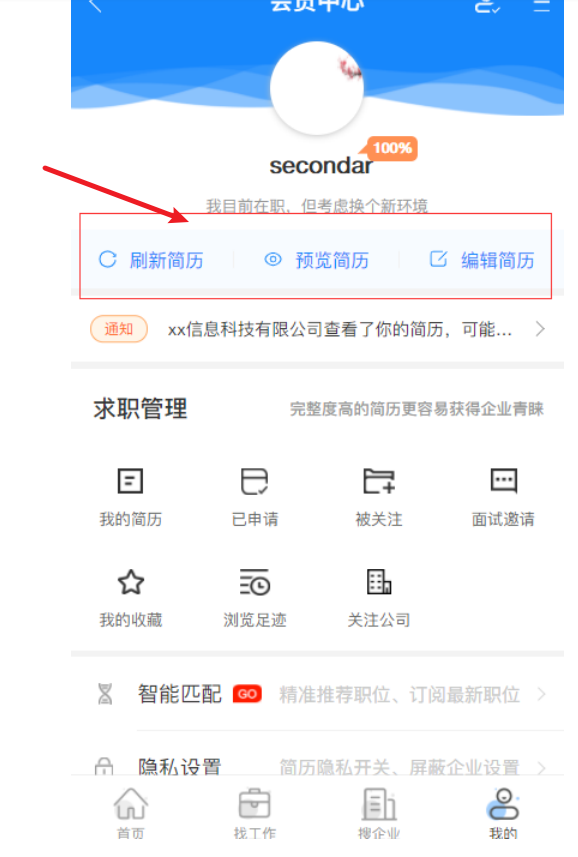 会员中心
100%
secondar
我目前在职，但考虑换个新环境
刷新简历 预览简历 编辑简历
通知 xx信息科技有限公司查看了你的简历，可能...
求职管理 完整度高的简历更容易获得企业青睐
我的简历 已申请 被关注 面试邀请
我的收藏 浏览足迹 关注公司
智能匹配 GO 精准推荐职位、订阅最新职位
隐私设置 简历隐私开关、屏蔽企业设置
首页 找工作 搜企业 我的